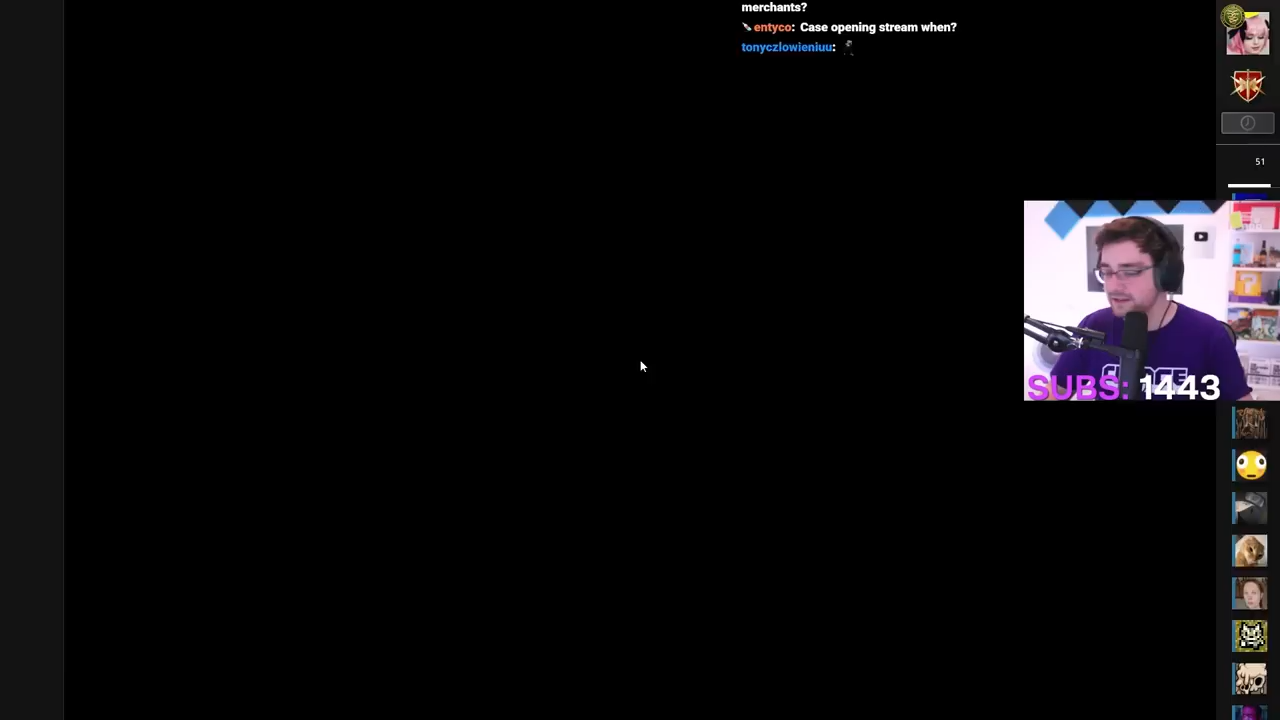 merchants?
entyco: Case opening stream when?
tonyczlowieniuu:
51
SUBS: 1443